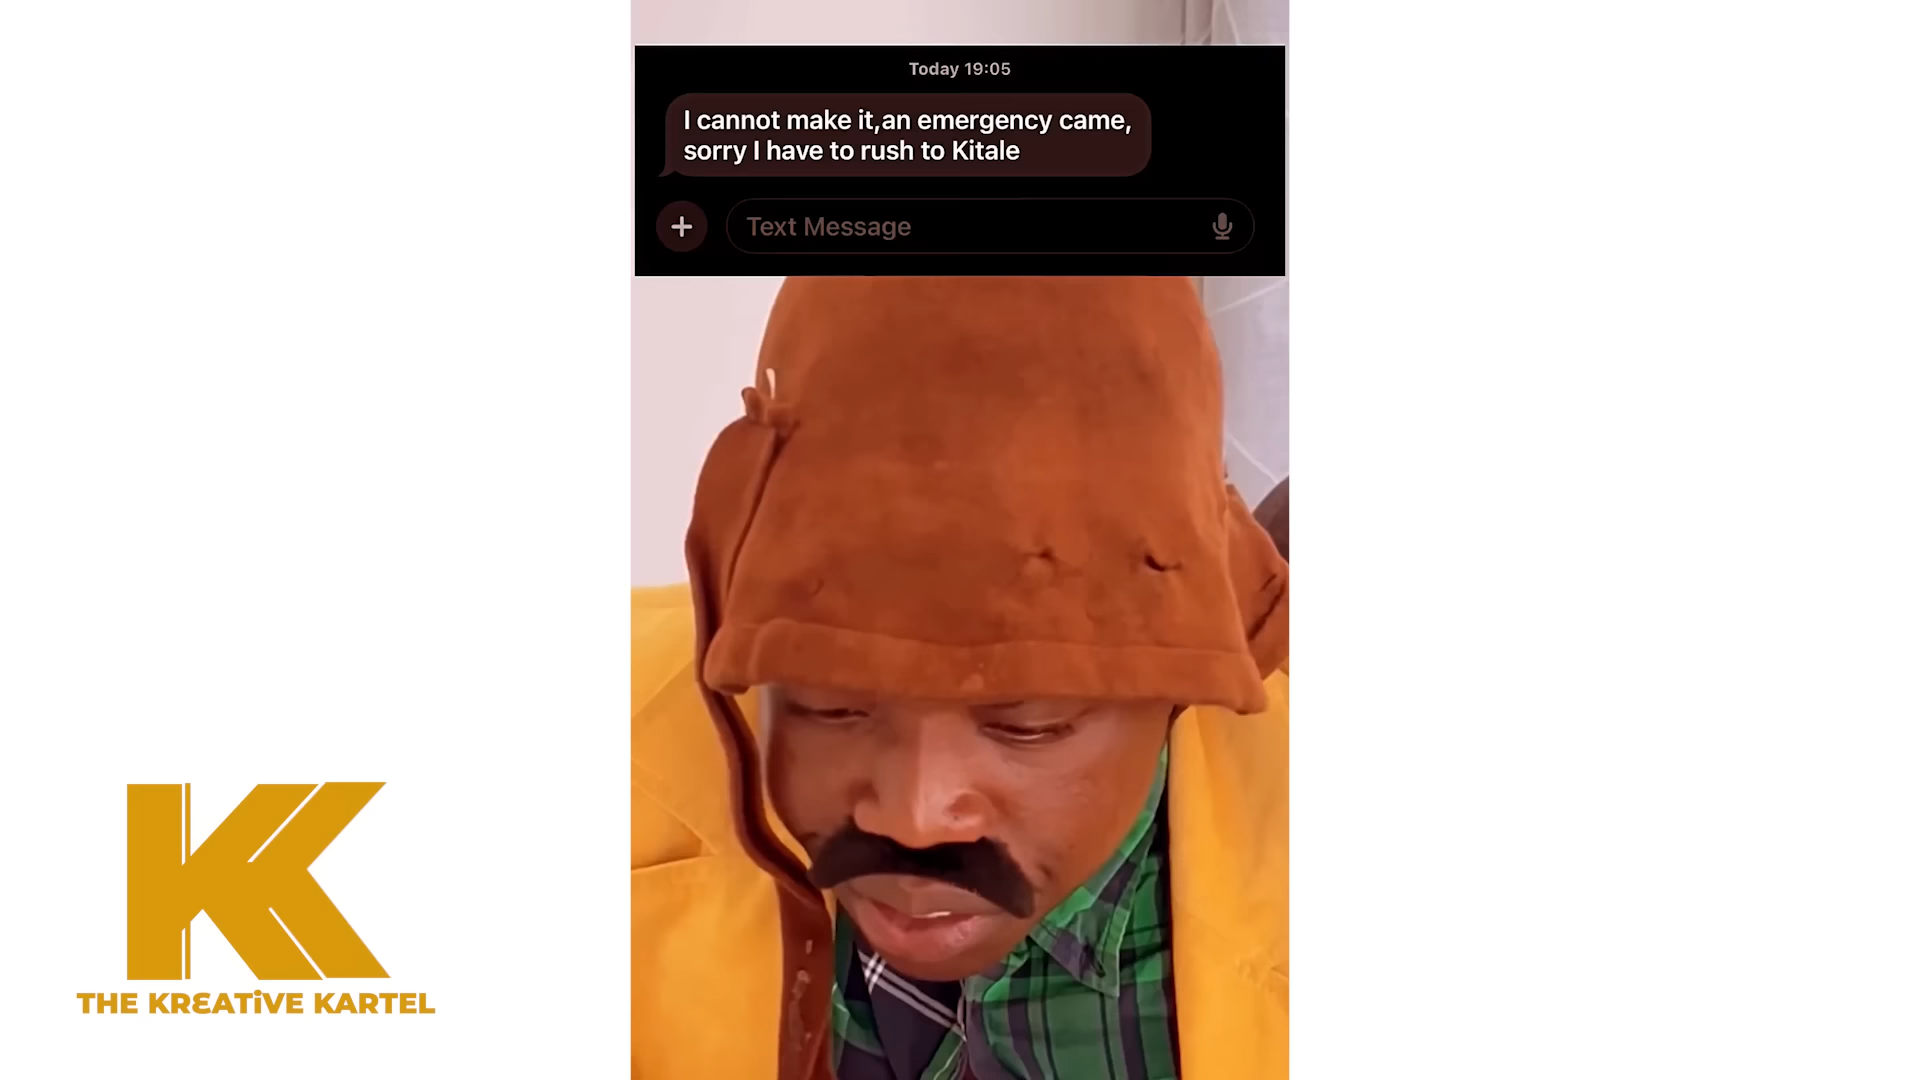 Today 19:05
I cannot make it,an emergency came,
sorry I have to rush to Kitale
Text Message
THE KRƐATiVE KARTEL